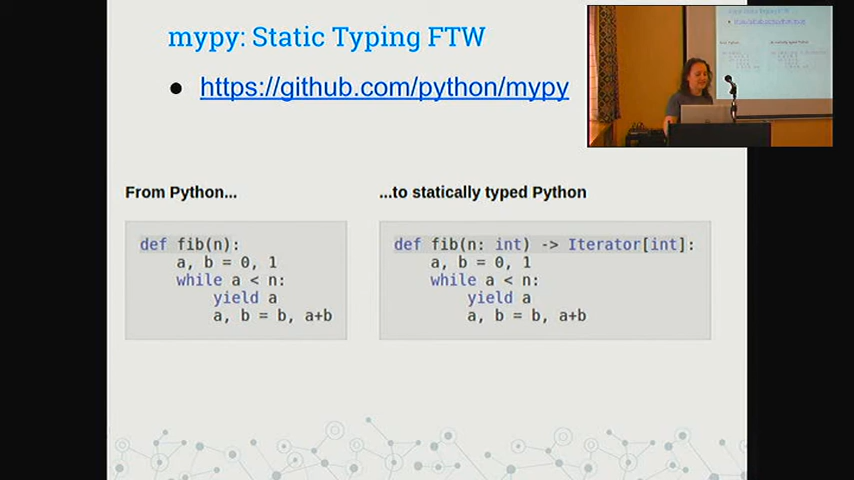 mypy: Static Typing FTW
● https://github.com/python/mypy
From Python...
def fib(n):
    a, b = 0, 1
    while a < n:
        yield a
        a, b = b, a+b
...to statically typed Python
def fib(n: int) -> Iterator[int]:
    a, b = 0, 1
    while a < n:
        yield a
        a, b = b, a+b